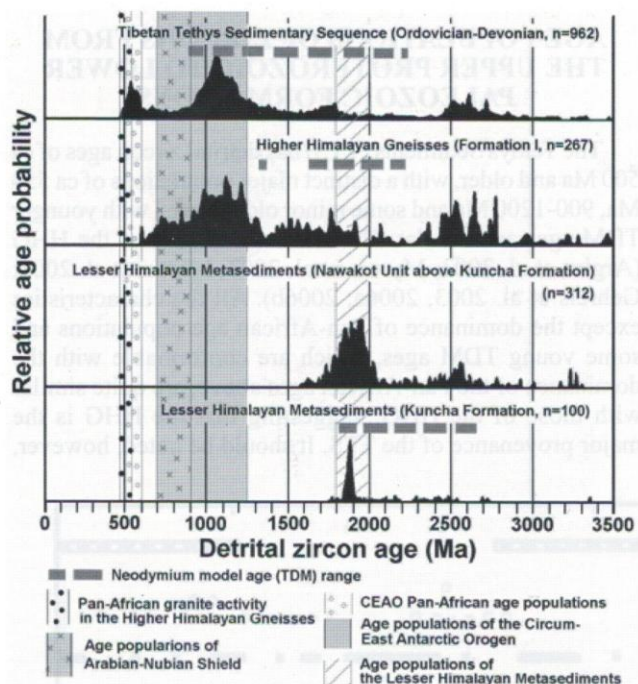 Tibetan Tethys Sedimentary Sequence (Ordovician-Devonian, n=962)
Higher Himalayan Gneisses (Formation I, n=267)
Lesser Himalayan Metasediments (Nawakot Unit above Kuncha Formation)
(n=312)
Lesser Himalayan Metasediments (Kuncha Formation, n=100)
Relative age probability
0 500 1000 1500 2000 2500 3000 3500
Detrital zircon age (Ma)
Neodymium model age (TDM) range
Pan-African granite activity
in the Higher Himalayan Gneisses
CEAO Pan-African age populations
Age populations of
Arabian-Nubian Shield
Age populations of the Circum-
East Antarctic Orogen
Age populations of
the Lesser Himalayan Metasediments